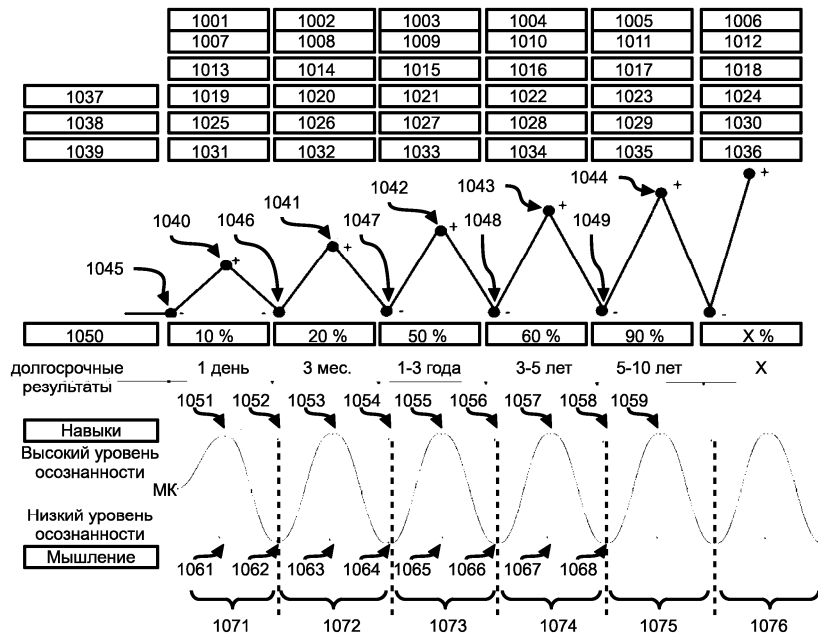 1001 1002 1003 1004 1005 1006
1007 1008 1009 1010 1011 1012
1013 1014 1015 1016 1017 1018
1037 1019 1020 1021 1022 1023 1024
1038 1025 1026 1027 1028 1029 1030
1039 1031 1032 1033 1034 1035 1036
1040 1046 1041 1047 1042 1048 1043 1049 1044
+ + + + + +
1045
- - - - - -
1050 10 % 20 % 50 % 60 % 90 % X %
долгосрочные 1 день 3 мес. 1-3 года 3-5 лет 5-10 лет X
результаты
1051 1052 1053 1054 1055 1056 1057 1058 1059
Навыки
Высокий уровень
осознанности
МК
Низкий уровень
осознанности
Мышление
1061 1062 1063 1064 1065 1066 1067 1068
1071 1072 1073 1074 1075 1076